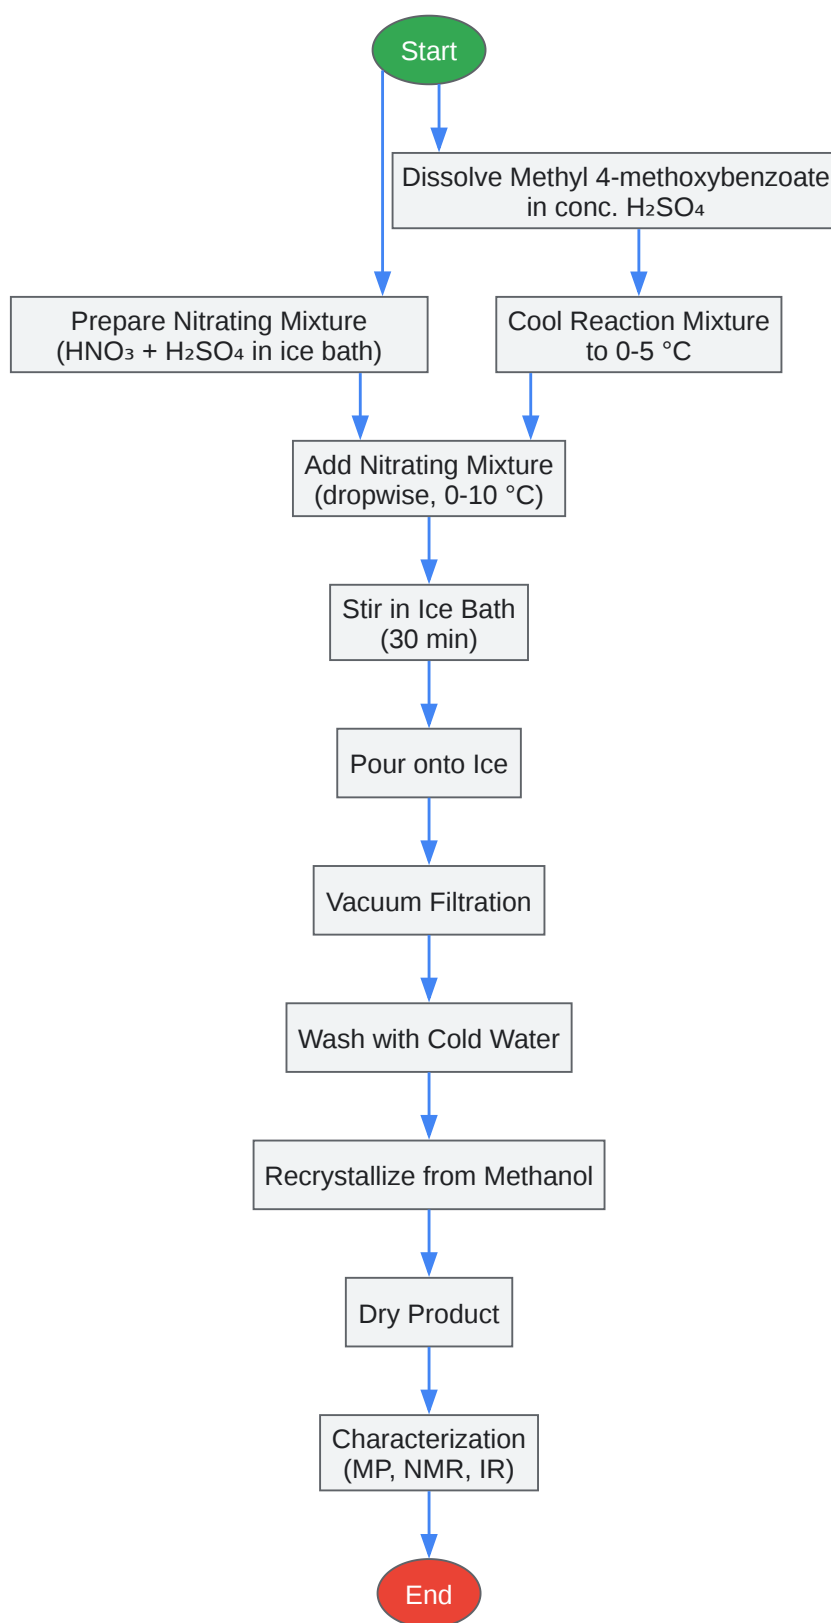 Start
Dissolve Methyl 4-methoxybenzoate
in conc. H₂SO₄
Prepare Nitrating Mixture
(HNO₃ + H₂SO₄ in ice bath)
Cool Reaction Mixture
to 0-5 °C
Add Nitrating Mixture
(dropwise, 0-10 °C)
Stir in Ice Bath
(30 min)
Pour onto Ice
Vacuum Filtration
Wash with Cold Water
Recrystallize from Methanol
Dry Product
Characterization
(MP, NMR, IR)
End